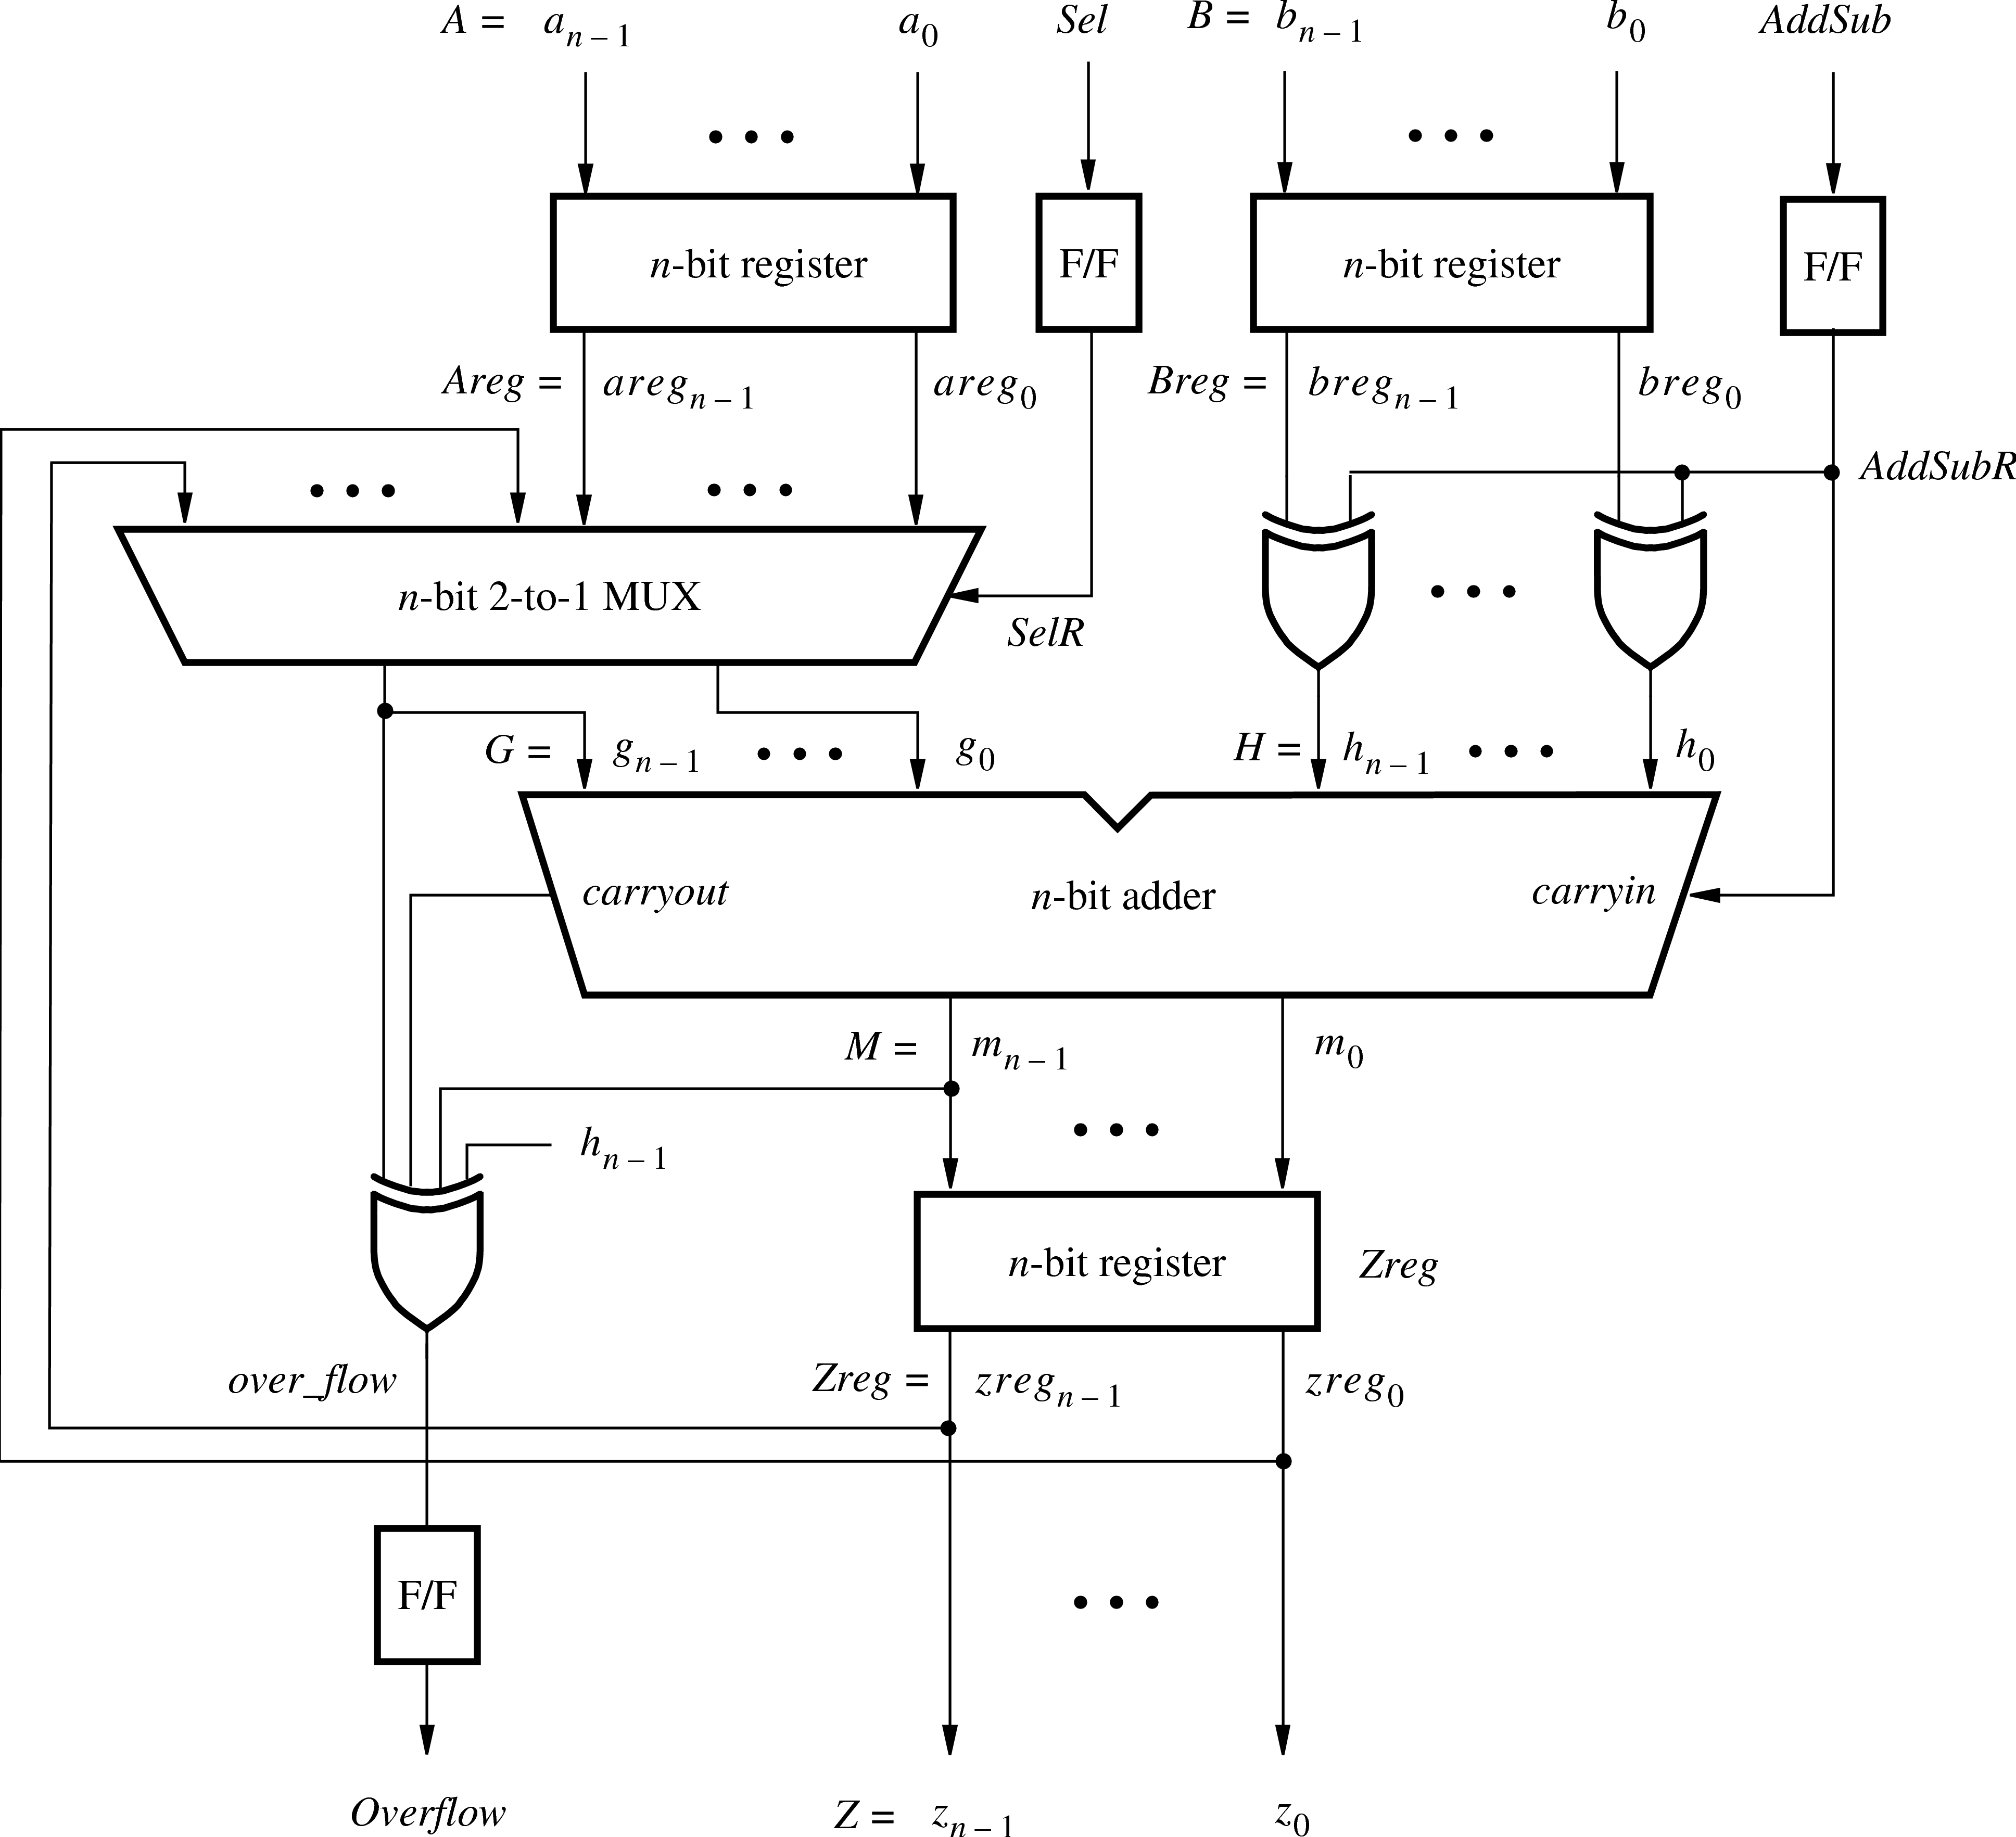 A = a_{n−1} a_0 Sel B = b_{n−1} b_0 AddSub
n-bit register F/F n-bit register F/F
Areg = areg_{n−1} areg_0 Breg = breg_{n−1} breg_0
AddSubR
n-bit 2-to-1 MUX
SelR
G = g_{n−1} g_0 H = h_{n−1} h_0
carryout n-bit adder carryin
M = m_{n−1} m_0
h_{n−1}
n-bit register Zreg
over_flow Zreg = zreg_{n−1} zreg_0
F/F
Overflow Z = z_{n−1} z_0